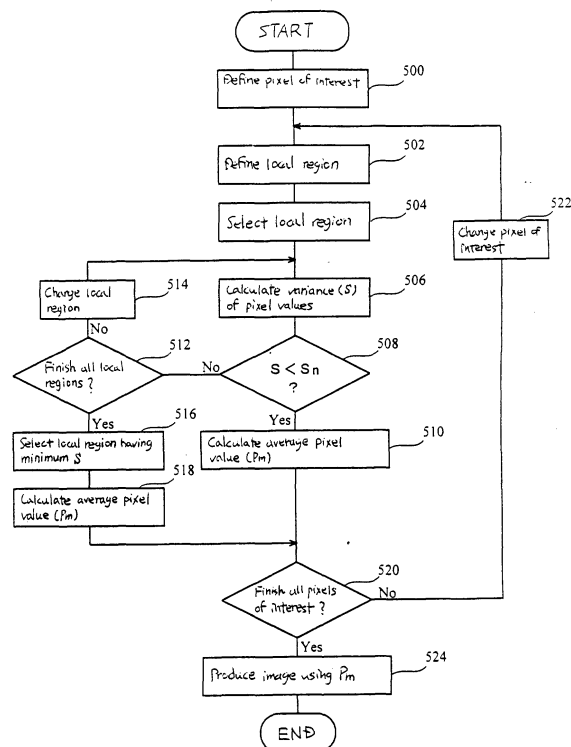 START
500
Define pixel of interest
502
Define local region
504
Select local region
522
Change pixel of
interest
514
Change local
region
506
Calculate variance (S)
of pixel values
No
512
508
Finish all local
regions ?
No
S < Sn
?
Yes
516
Yes
510
Select local region having
minimum S
Calculate average pixel
value (Pm)
518
Calculate average pixel
value (Pm)
520
Finish all pixels
of interest ?
No
Yes
524
Produce image using Pm
END